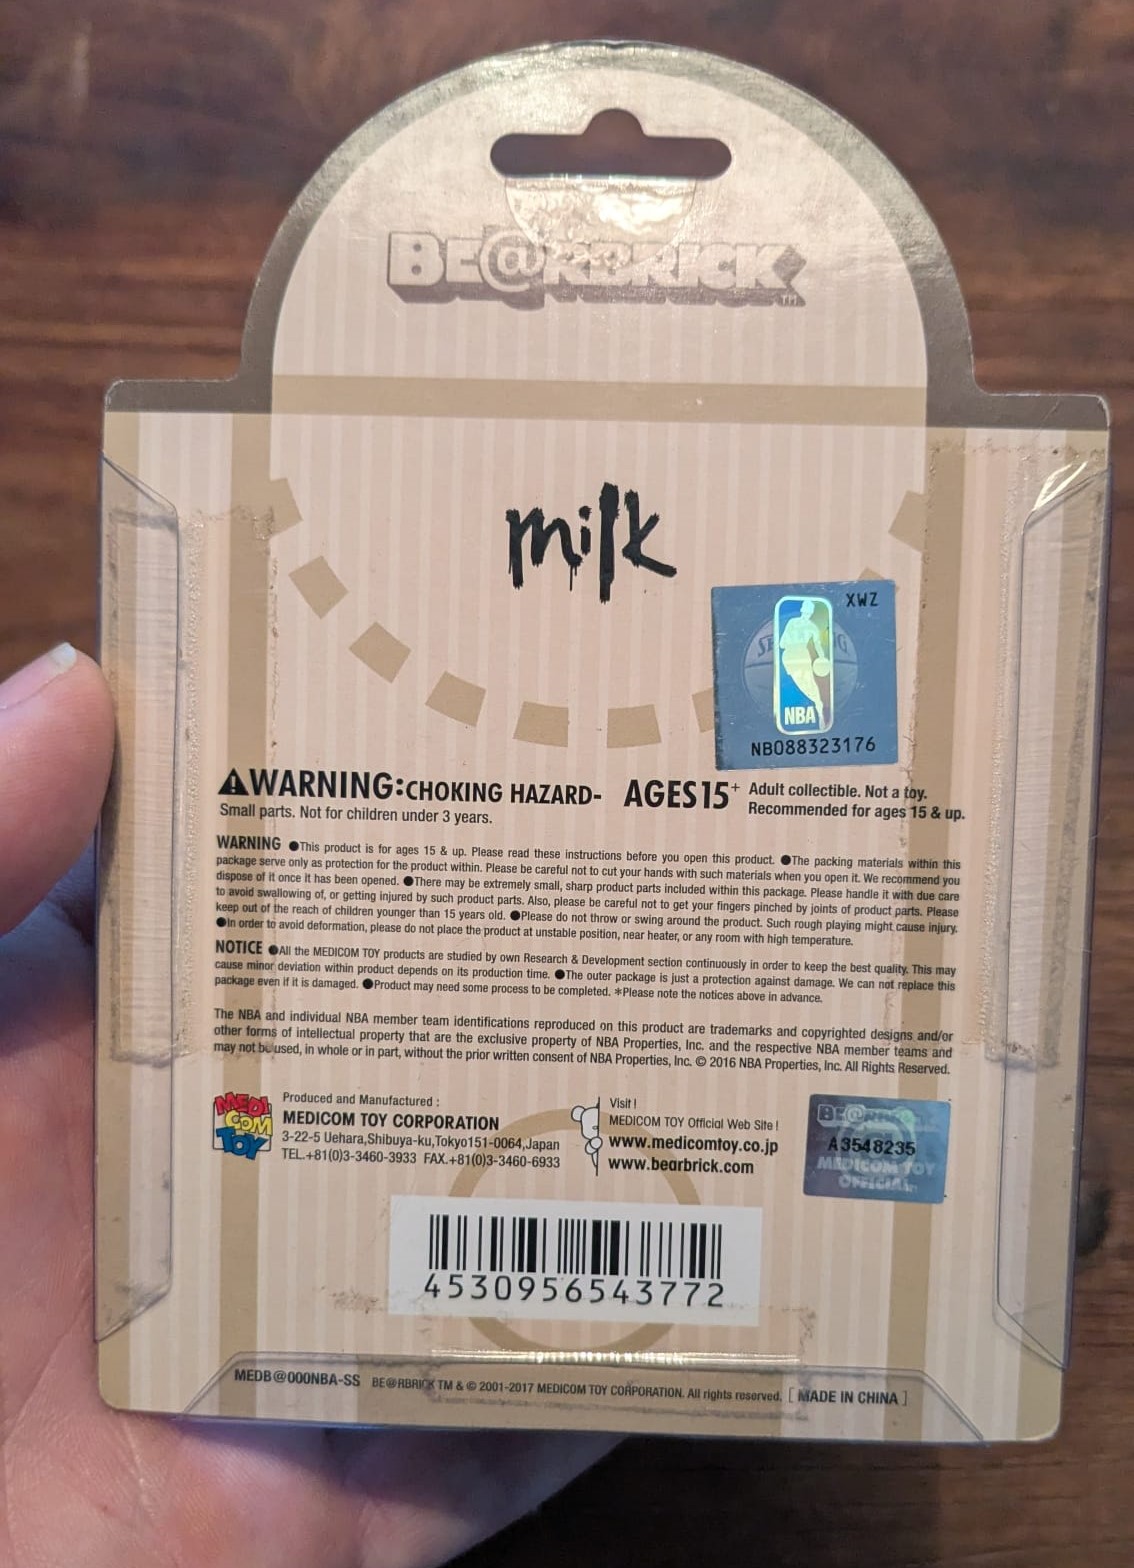 BE@RBRICK™
milk
XWZ
NBA
NB088323176
WARNING:CHOKING HAZARD-
Small parts. Not for children under 3 years.
AGES 15+
Adult collectible. Not a toy.
Recommended for ages 15 & up.
WARNING ●This product is for ages 15 & up. Please read these instructions before you open this product. ●The packing materials within this
package serve only as protection for the product within. Please be careful not to cut your hands with such materials when you open it. We recommend you
dispose of it once it has been opened. ●There may be extremely small, sharp product parts included within this package. Please handle it with due care
to avoid swallowing of, or getting injured by such product parts. Also, please be careful not to get your fingers pinched by joints of product parts. Please
keep out of the reach of children younger than 15 years old. ●Please do not throw or swing around the product. Such rough playing might cause injury.
●In order to avoid deformation, please do not place the product at unstable position, near heater, or any room with high temperature.
NOTICE ●All the MEDICOM TOY products are studied by own Research & Development section continuously in order to keep the best quality. This may
cause minor deviation within product depends on its production time. ●The outer package is just a protection against damage. We can not replace this
package even if it is damaged. ●Product may need some process to be completed. *Please note the notices above in advance.
The NBA and individual NBA member team identifications reproduced on this product are trademarks and copyrighted designs and/or
other forms of intellectual property that are the exclusive property of NBA Properties, Inc. and the respective NBA member teams and
may not be used, in whole or in part, without the prior written consent of NBA Properties, Inc. © 2016 NBA Properties, Inc. All Rights Reserved.
MEDI
COM
TOY
Produced and Manufactured :
MEDICOM TOY CORPORATION
3-22-5 Uehara,Shibuya-ku,Tokyo151-0064,Japan
TEL.+81(0)3-3460-3933 FAX.+81(0)3-3460-6933
Visit !
MEDICOM TOY Official Web Site !
www.medicomtoy.co.jp
www.bearbrick.com
A3548235
MEDICOM TOY
4530956543772
MEDB@000NBA-SS BE@RBRICK TM & © 2001-2017 MEDICOM TOY CORPORATION. All rights reserved. [ MADE IN CHINA ]